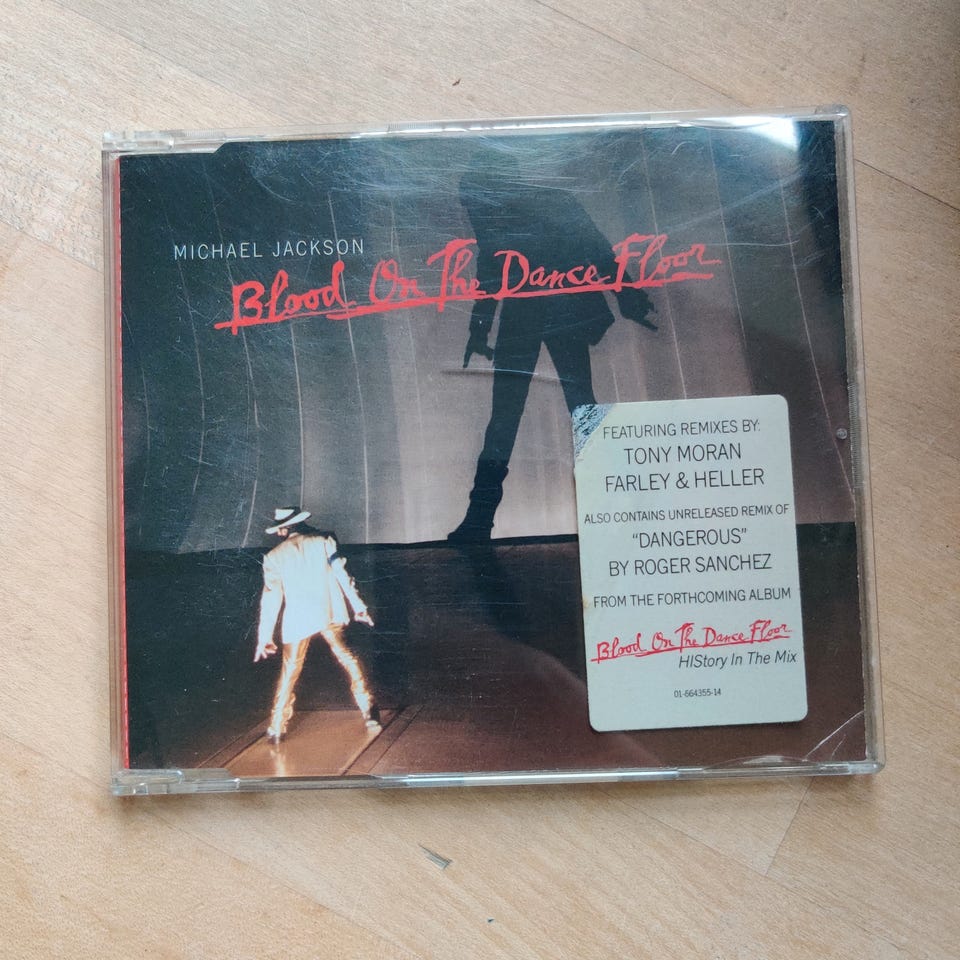 MICHAEL JACKSON
Blood On The Dance Floor
FEATURING REMIXES BY:
TONY MORAN
FARLEY & HELLER
ALSO CONTAINS UNRELEASED REMIX OF
“DANGEROUS”
BY ROGER SANCHEZ
FROM THE FORTHCOMING ALBUM
Blood On The Dance Floor
HIStory In The Mix
01-664355-14